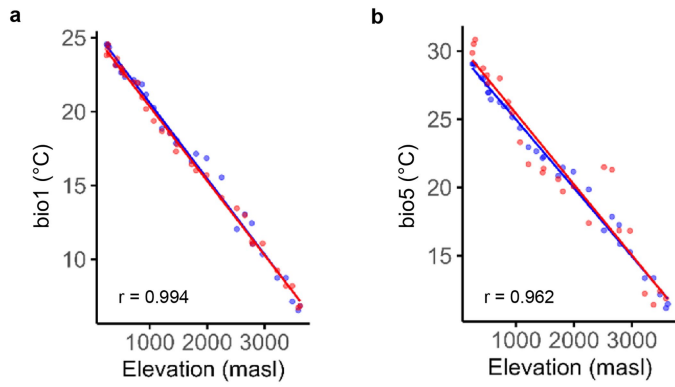 a
25
20
15
10
bio1 (°C)
r = 0.994
1000 2000 3000
Elevation (masl)
b
30
25
20
15
bio5 (°C)
r = 0.962
1000 2000 3000
Elevation (masl)